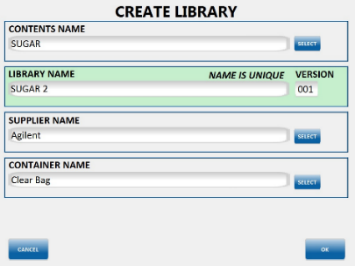 CREATE LIBRARY
CONTENTS NAME
SUGAR SELECT
LIBRARY NAME NAME IS UNIQUE VERSION
SUGAR 2 001
SUPPLIER NAME
Agilent SELECT
CONTAINER NAME
Clear Bag SELECT
CANCEL OK